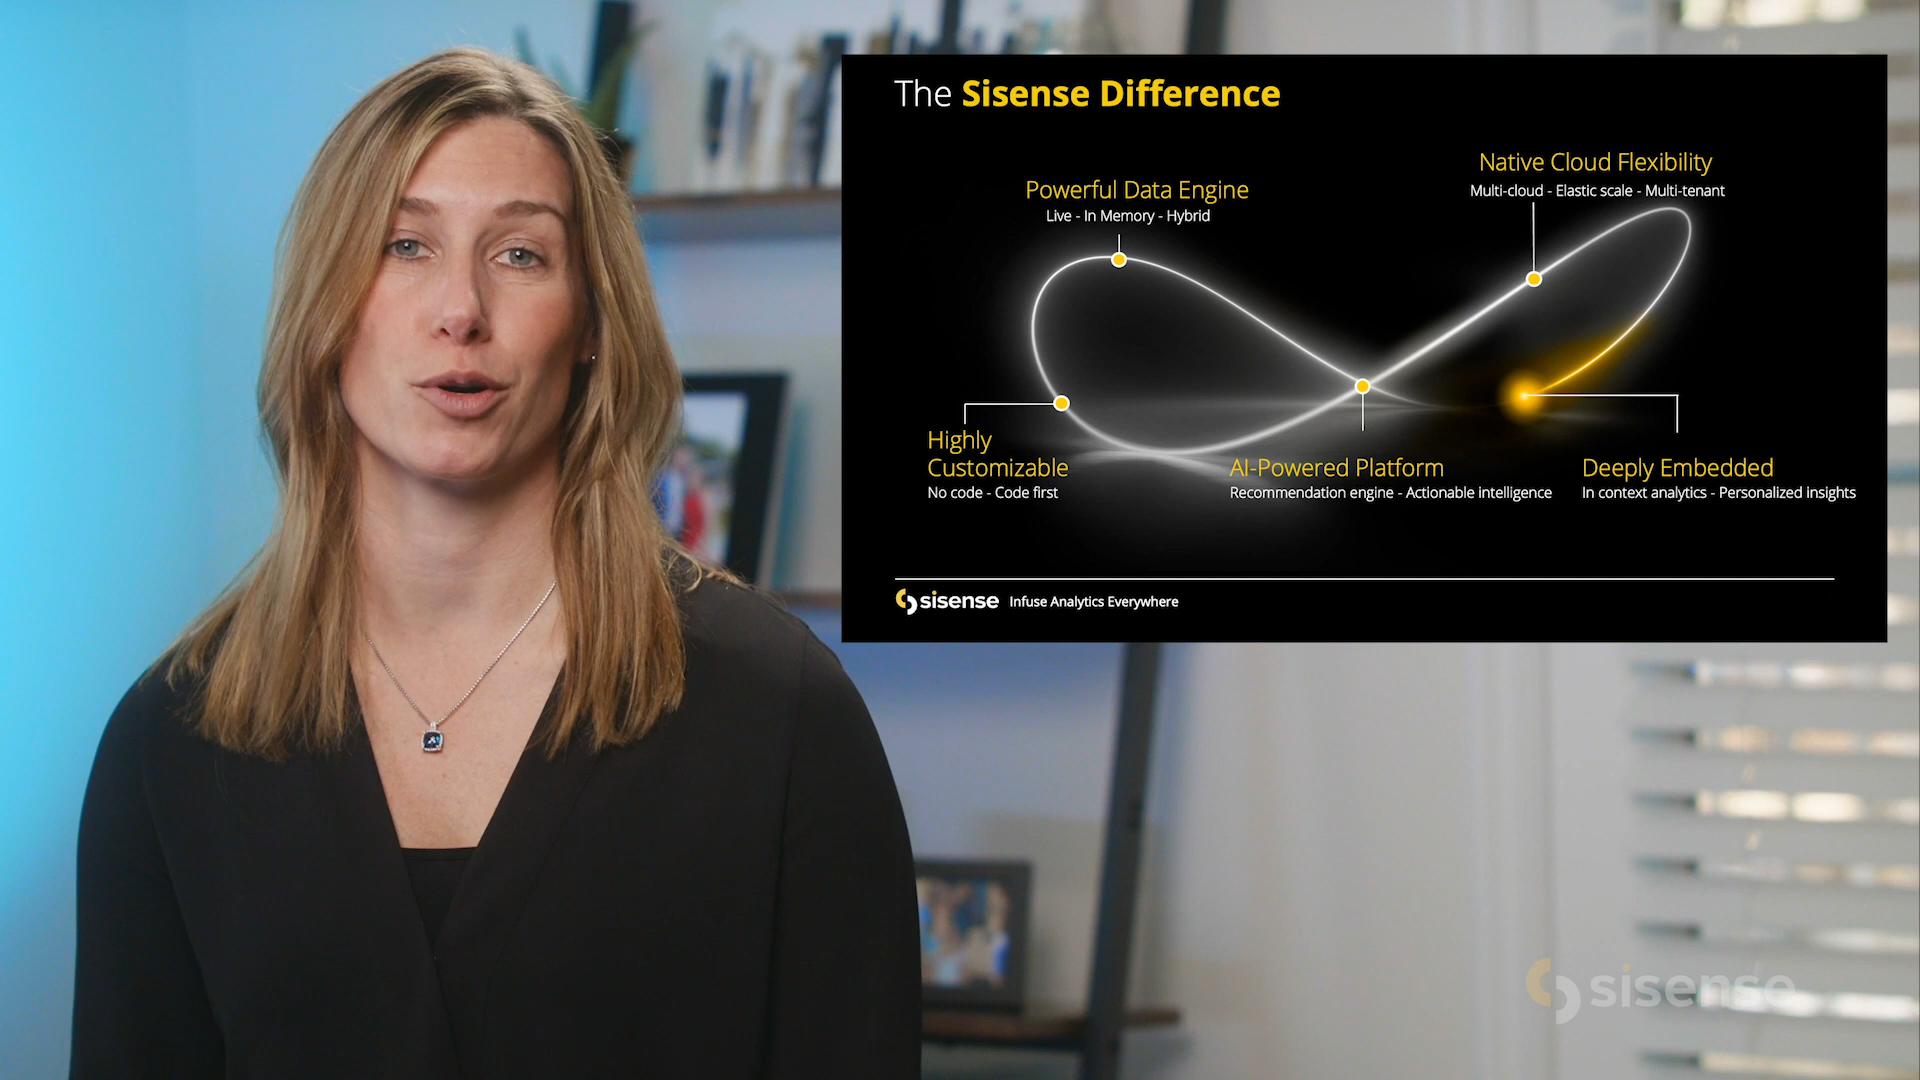 The Sisense Difference
Native Cloud Flexibility
Multi-cloud - Elastic scale - Multi-tenant
Powerful Data Engine
Live - In Memory - Hybrid
Highly
Customizable
No code - Code first
AI-Powered Platform
Recommendation engine - Actionable intelligence
Deeply Embedded
In context analytics - Personalized insights
sisense Infuse Analytics Everywhere
sisense